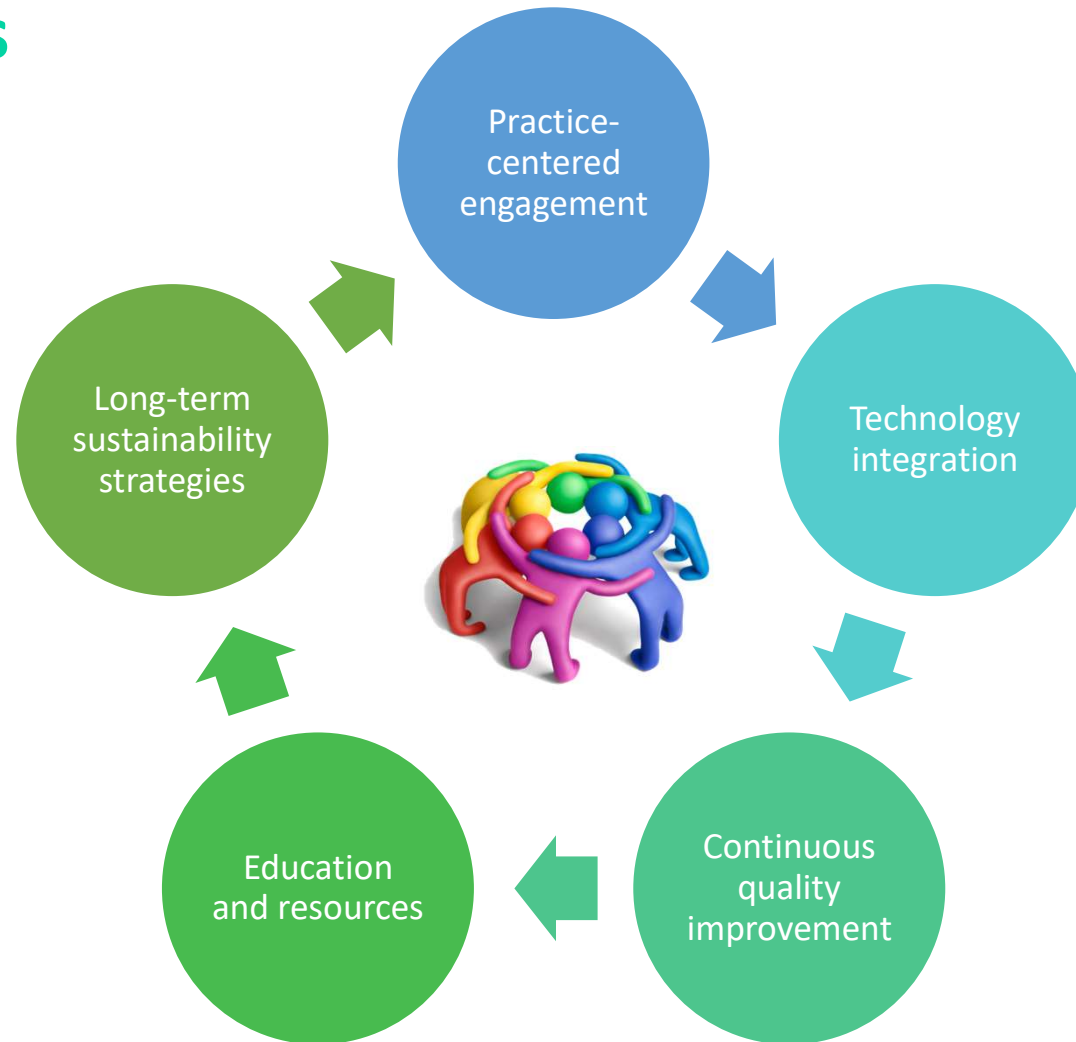 s
Practice-
centered
engagement
Technology
integration
Continuous
quality
improvement
Education
and resources
Long-term
sustainability
strategies